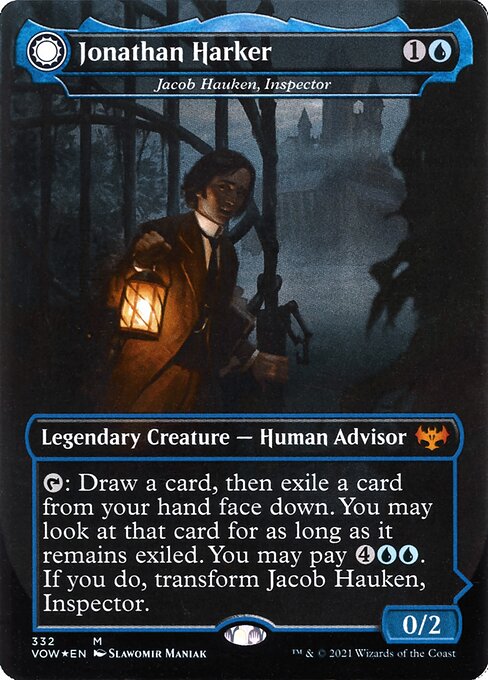 Jonathan Harker 1
Jacob Hauken, Inspector
Legendary Creature — Human Advisor
: Draw a card, then exile a card
from your hand face down. You may
look at that card for as long as it
remains exiled. You may pay 4.
If you do, transform Jacob Hauken,
Inspector.
0/2
332 M
VOW★EN SLAWOMIR MANIAK ™ & © 2021 Wizards of the Coast